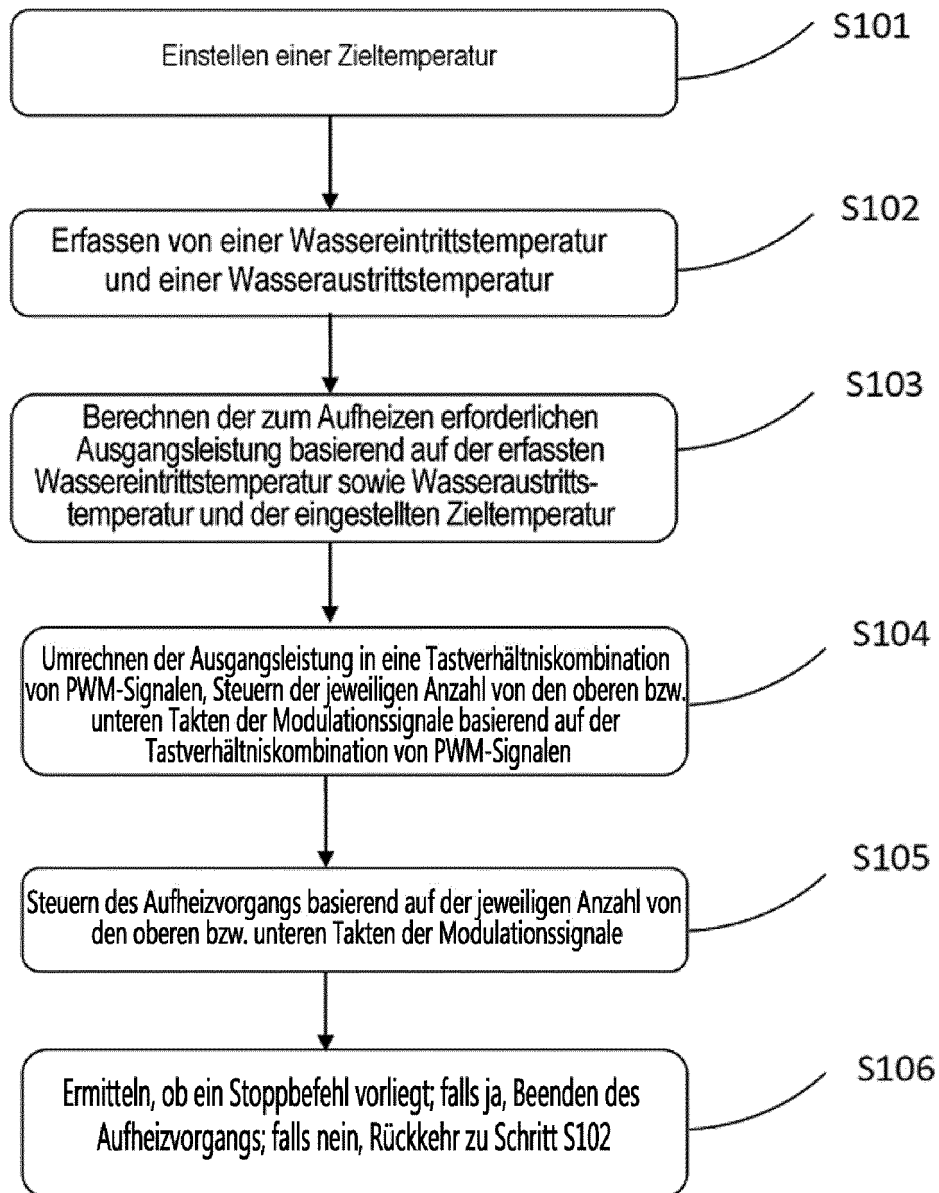 Einstellen einer Zieltemperatur
S101
Erfassen von einer Wassereintrittstemperatur
und einer Wasseraustrittstemperatur
S102
Berechnen der zum Aufheizen erforderlichen
Ausgangsleistung basierend auf der erfassten
Wassereintrittstemperatur sowie Wasseraustritts-
temperatur und der eingestellten Zieltemperatur
S103
Umrechnen der Ausgangsleistung in eine Tastverhältniskombination
von PWM-Signalen, Steuern der jeweiligen Anzahl von den oberen bzw.
unteren Takten der Modulationssignale basierend auf der
Tastverhältniskombination von PWM-Signalen
S104
Steuern des Aufheizvorgangs basierend auf der jeweiligen Anzahl von
den oberen bzw. unteren Takten der Modulationssignale
S105
Ermitteln, ob ein Stoppbefehl vorliegt; falls ja, Beenden des
Aufheizvorgangs; falls nein, Rückkehr zu Schritt S102
S106